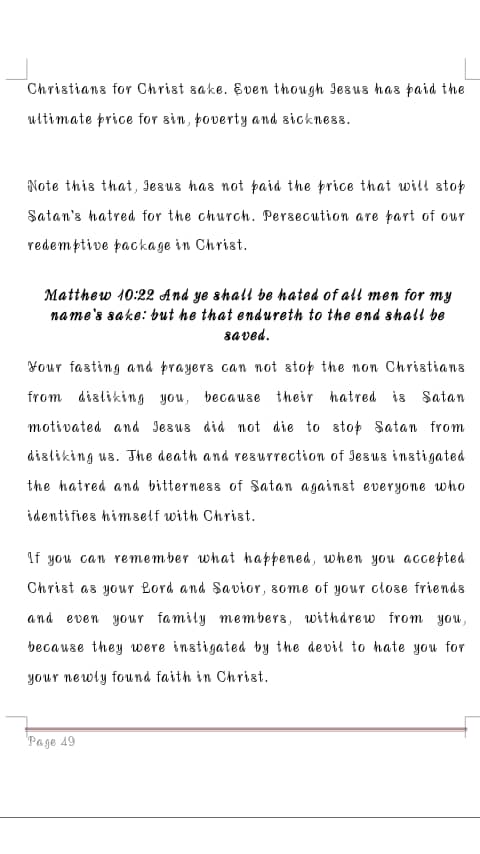 Christians for Christ sake. Even though Jesus has paid the
ultimate price for sin, poverty and sickness.
Note this that, Jesus has not paid the price that will stop
Satan's hatred for the church. Persecution are part of our
redemptive package in Christ.
Matthew 10:22 And ye shall be hated of all men for my
name's sake: but he that endureth to the end shall be
saved.
Your fasting and prayers can not stop the non Christians
from disliking you, because their hatred is Satan
motivated and Jesus did not die to stop Satan from
disliking us. The death and resurrection of Jesus instigated
the hatred and bitterness of Satan against everyone who
identifies himself with Christ.
If you can remember what happened, when you accepted
Christ as your Lord and Savior, some of your close friends
and even your family members, withdrew from you,
because they were instigated by the devil to hate you for
your newly found faith in Christ.
Page 49